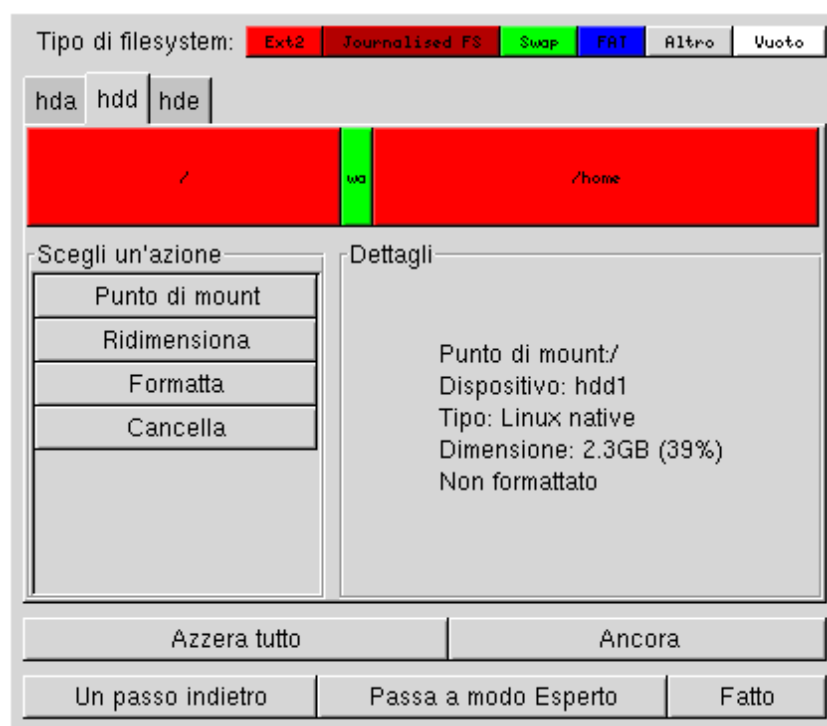 Tipo di filesystem: Ext2 Journalised FS Swap FAT Altro Vuoto
hda hdd hde
/ wa /home
Scegli un'azione
Punto di mount
Ridimensiona
Formatta
Cancella
Dettagli
Punto di mount:/
Dispositivo: hdd1
Tipo: Linux native
Dimensione: 2.3GB (39%)
Non formattato
Azzera tutto Ancora
Un passo indietro Passa a modo Esperto Fatto